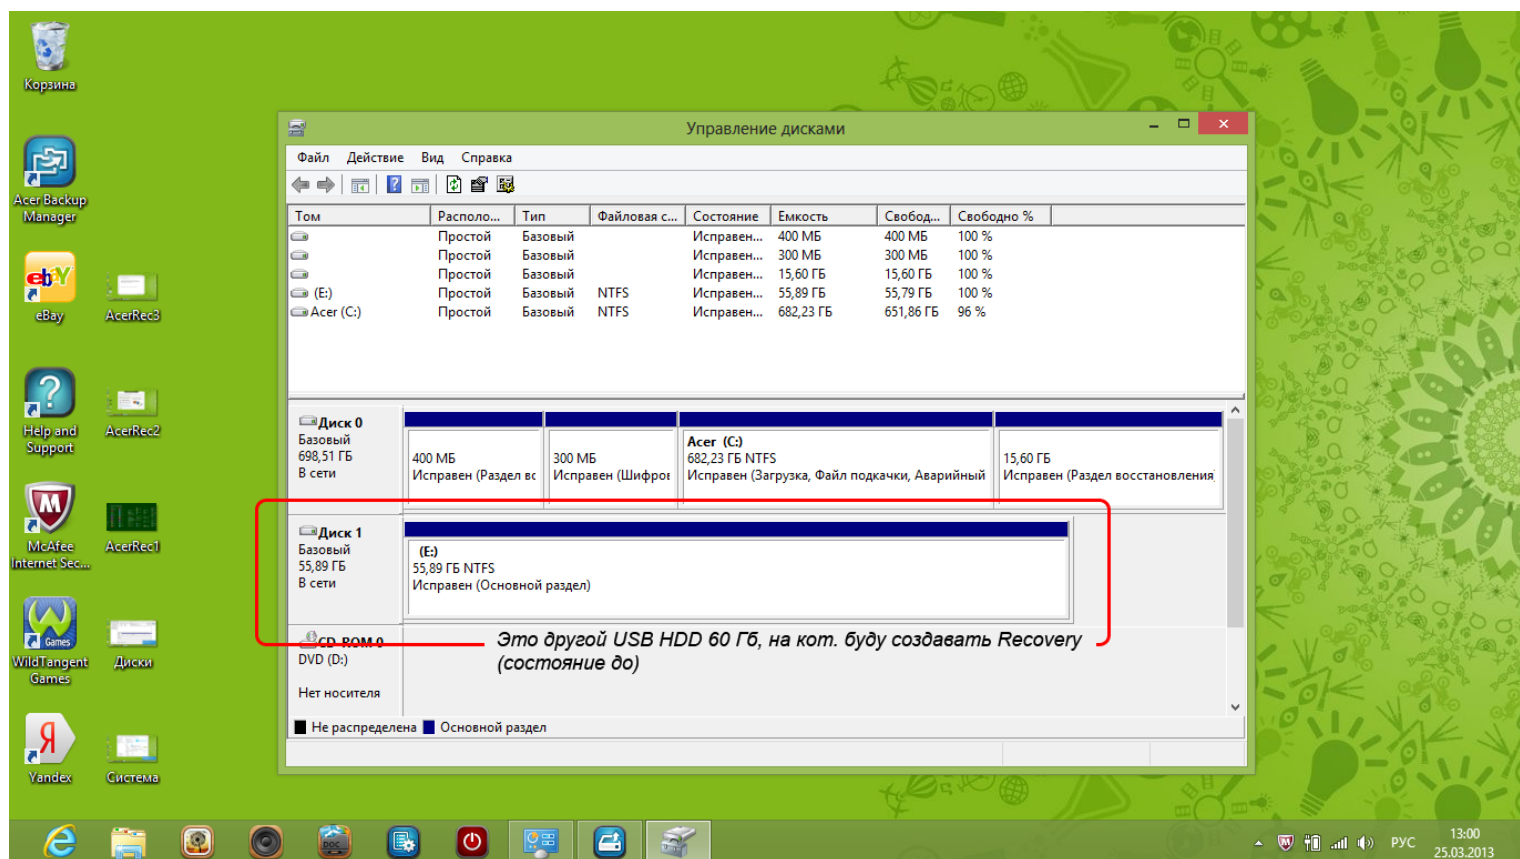 Корзина
Acer Backup
Manager
eBay
AcerRec3
Help and
Support
AcerRec2
McAfee
Internet Sec...
AcerRec1
Games
WildTangent
Games
Диски
Я
Yandex
Система
Управление дисками
Файл Действие Вид Справка
Том Располо... Тип Файловая с... Состояние Емкость Свобод... Свободно %
Простой Базовый Исправен... 400 МБ 400 МБ 100 %
Простой Базовый Исправен... 300 МБ 300 МБ 100 %
Простой Базовый Исправен... 15,60 ГБ 15,60 ГБ 100 %
(E:) Простой Базовый NTFS Исправен... 55,89 ГБ 55,79 ГБ 100 %
Acer (C:) Простой Базовый NTFS Исправен... 682,23 ГБ 651,86 ГБ 96 %
Диск 0
Базовый
698,51 ГБ
В сети
400 МБ
Исправен (Раздел вс
300 МБ
Исправен (Шифров
Acer (C:)
682,23 ГБ NTFS
Исправен (Загрузка, Файл подкачки, Аварийный
15,60 ГБ
Исправен (Раздел восстановления)
Диск 1
Базовый
55,89 ГБ
В сети
(E:)
55,89 ГБ NTFS
Исправен (Основной раздел)
CD-ROM 0
DVD (D:)
Нет носителя
Это другой USB HDD 60 Гб, на кот. буду создавать Recovery
(состояние до)
Не распределена Основной раздел
DOC
РУС
13:00
25.03.2013